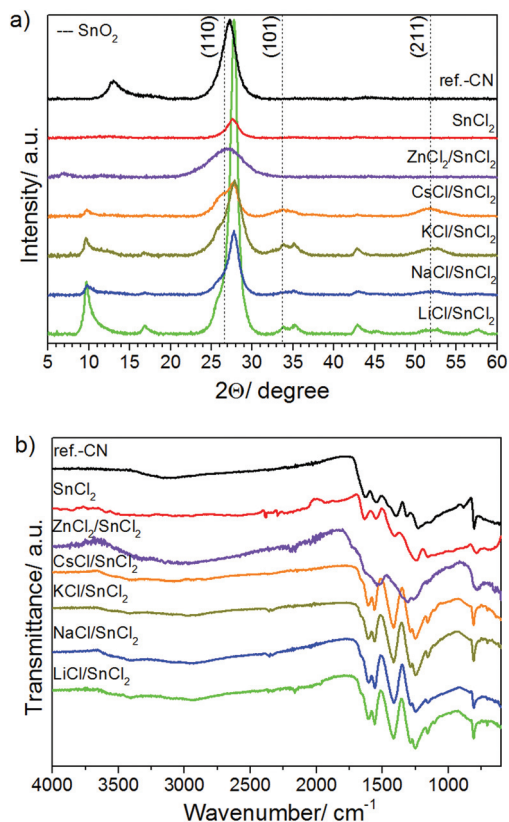 a)
--- SnO₂
(110)
(101)
(211)
ref.-CN
SnCl₂
ZnCl₂/SnCl₂
CsCl/SnCl₂
KCl/SnCl₂
NaCl/SnCl₂
LiCl/SnCl₂
Intensity/ a.u.
5 10 15 20 25 30 35 40 45 50 55 60
2Θ/ degree
b)
ref.-CN
SnCl₂
ZnCl₂/SnCl₂
CsCl/SnCl₂
KCl/SnCl₂
NaCl/SnCl₂
LiCl/SnCl₂
Transmittance/ a.u.
4000 3500 3000 2500 2000 1500 1000
Wavenumber/ cm⁻¹